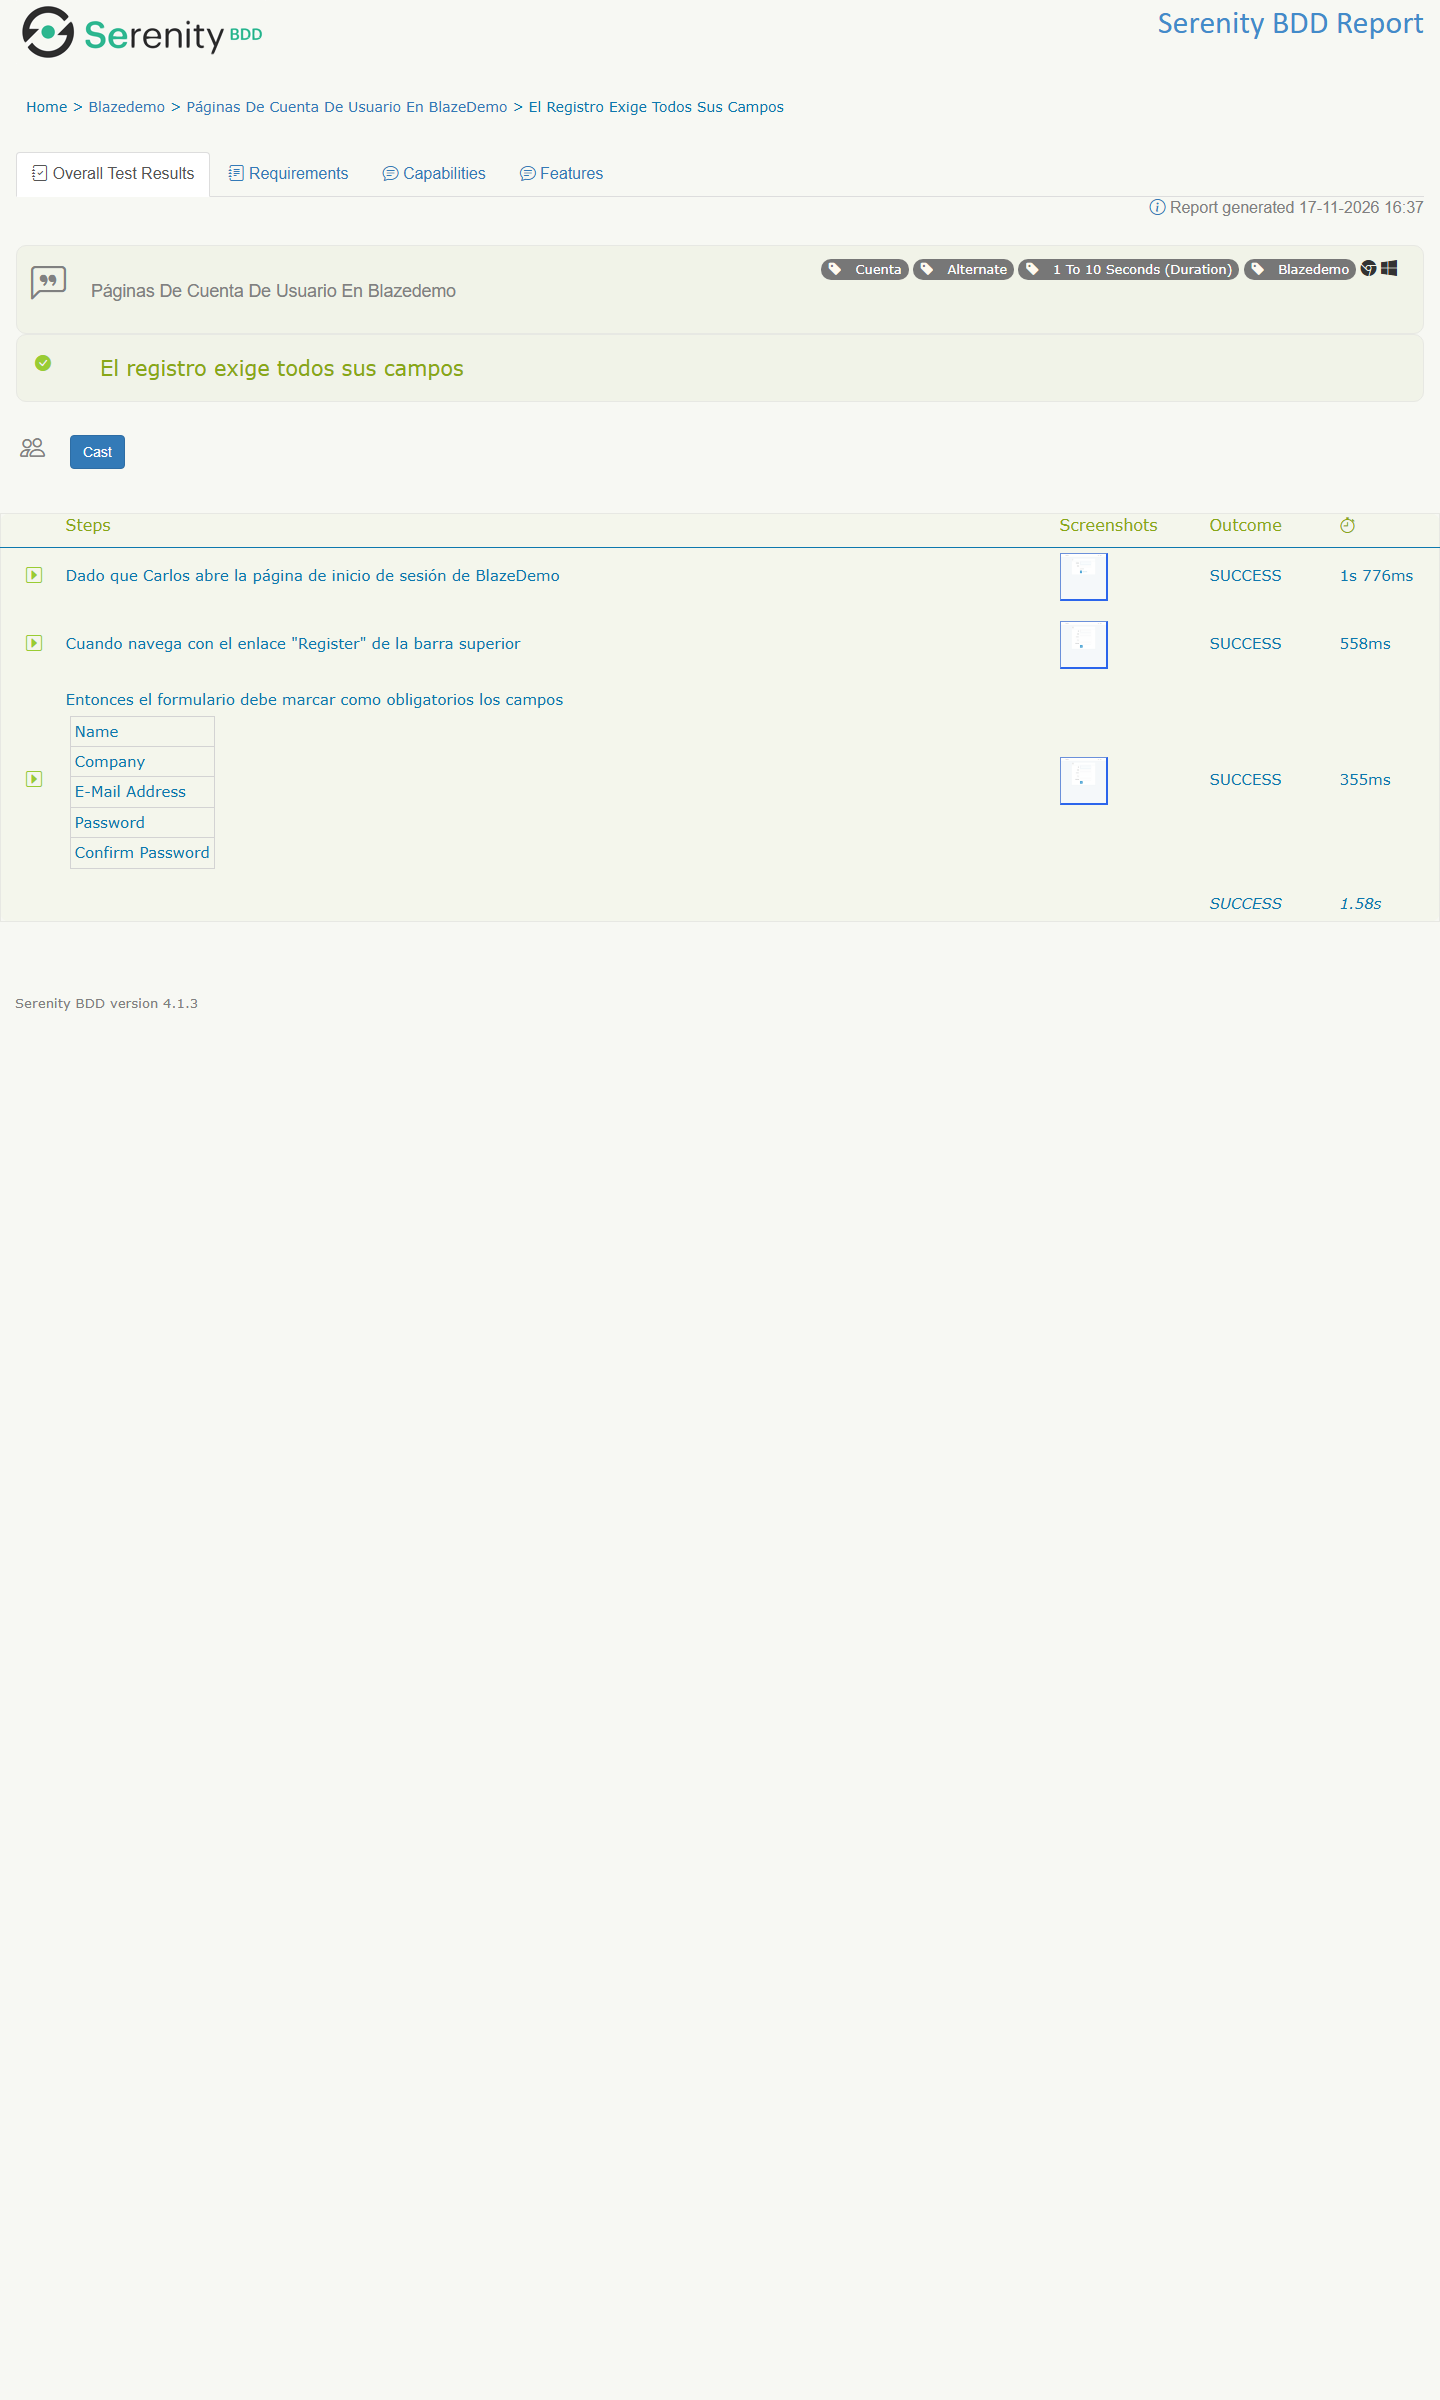 Serenity BDD
Serenity BDD Report
Home > Blazedemo > Páginas De Cuenta De Usuario En BlazeDemo > El Registro Exige Todos Sus Campos
Overall Test Results Requirements Capabilities Features
Report generated 17-11-2026 16:37
Cuenta Alternate 1 To 10 Seconds (Duration) Blazedemo
Páginas De Cuenta De Usuario En Blazedemo
El registro exige todos sus campos
Cast
Steps Screenshots Outcome
Dado que Carlos abre la página de inicio de sesión de BlazeDemo SUCCESS 1s 776ms
Cuando navega con el enlace "Register" de la barra superior SUCCESS 558ms
Entonces el formulario debe marcar como obligatorios los campos
Name
Company
E-Mail Address
Password
Confirm Password
SUCCESS 355ms
SUCCESS 1.58s
Serenity BDD version 4.1.3